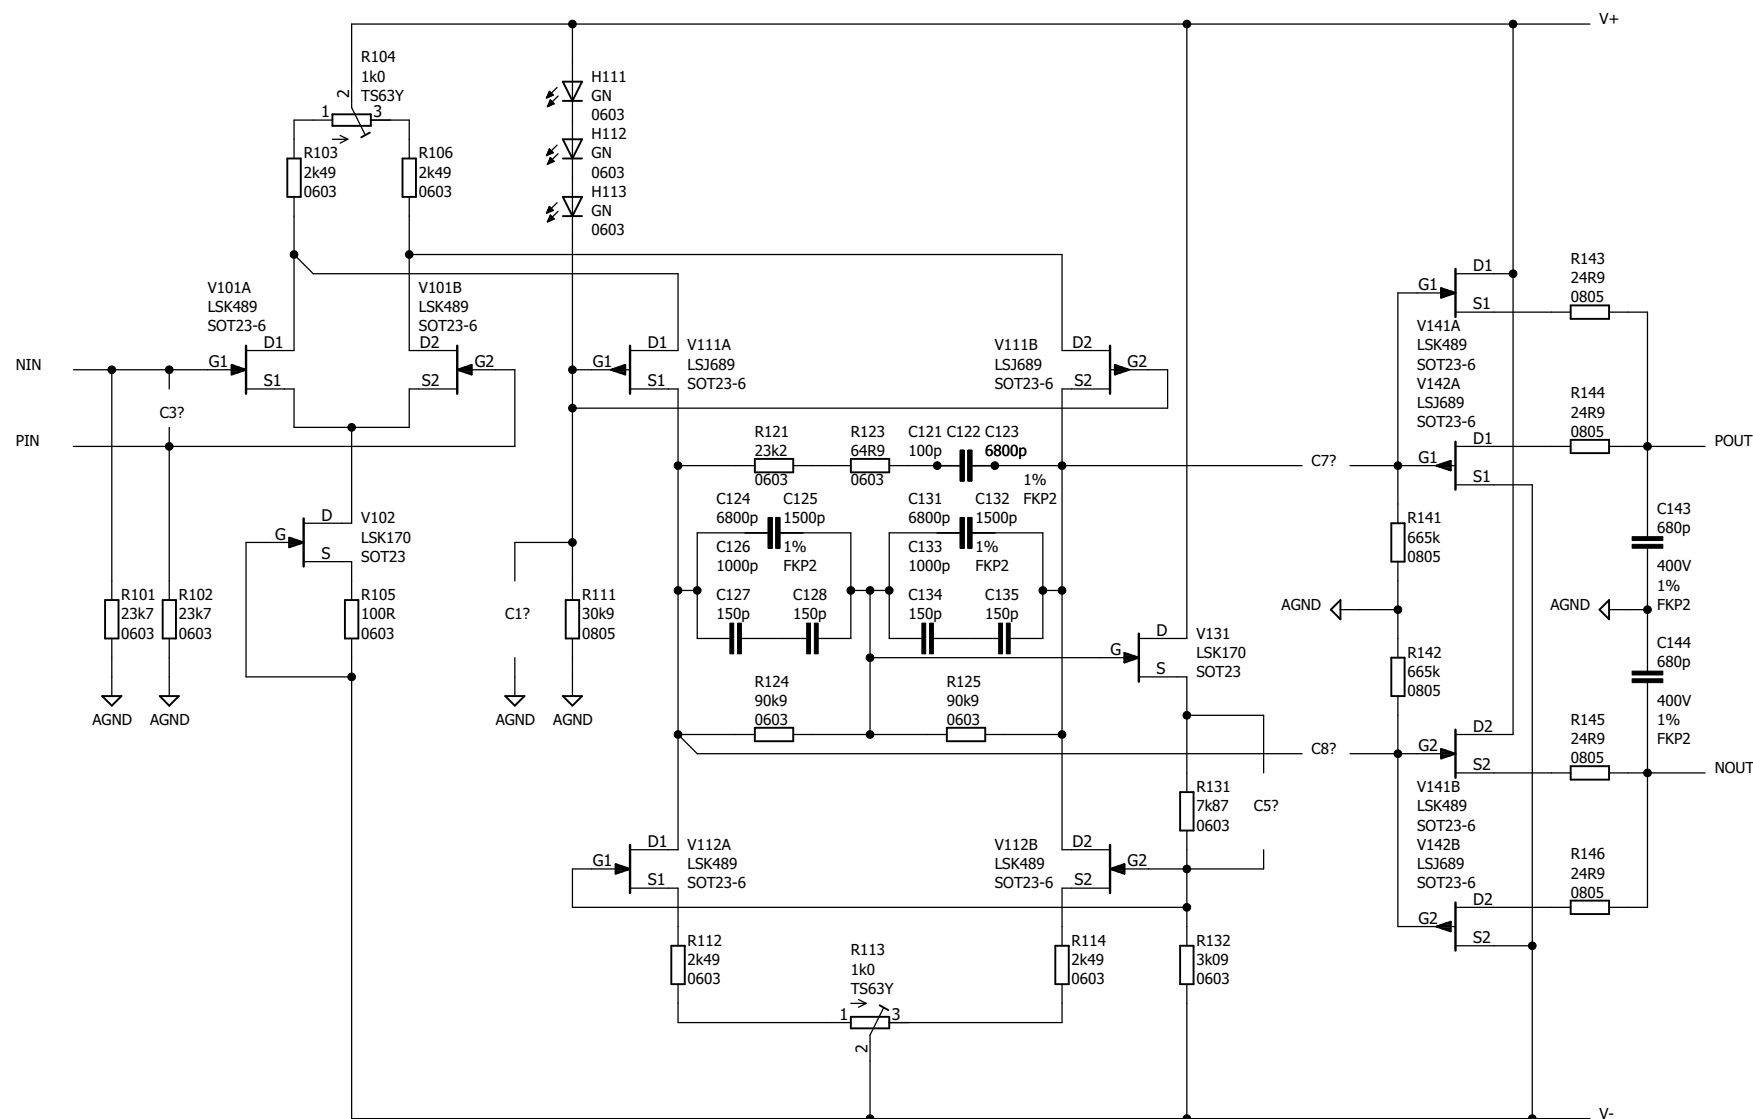 V+
R104
1k0
TS63Y
2
1
3
R103
2k49
0603
R106
2k49
0603
H111
GN
0603
H112
GN
0603
H113
GN
0603
V101A
LSK489
SOT23-6
V101B
LSK489
SOT23-6
D1
G1
S1
D2
G2
S2
NIN
C3?
PIN
D1
G1
S1
V111A
LSJ689
SOT23-6
V111B
LSJ689
SOT23-6
D2
G2
S2
D1
G1
S1
R143
24R9
0805
V141A
LSK489
SOT23-6
V142A
LSJ689
SOT23-6
R144
24R9
0805
D1
G1
S1
POUT
R121
23k2
0603
R123
64R9
0603
C121
100p
C122
C123
6800p
1%
FKP2
C7?
C124
6800p
C125
1500p
C126
1000p
1%
FKP2
C127
150p
C128
150p
C131
6800p
C132
1500p
C133
1000p
1%
FKP2
C134
150p
C135
150p
D
G
S
V102
LSK170
SOT23
R101
23k7
0603
R102
23k7
0603
R105
100R
0603
C1?
R111
30k9
0805
R141
665k
0805
C143
680p
400V
1%
FKP2
AGND
AGND
D
G
S
V131
LSK170
SOT23
R142
665k
0805
C144
680p
400V
1%
FKP2
AGND
AGND
AGND
AGND
R124
90k9
0603
R125
90k9
0603
C8?
D2
G2
S2
R145
24R9
0805
NOUT
V141B
LSK489
SOT23-6
V142B
LSJ689
SOT23-6
R131
7k87
0603
C5?
D1
G1
S1
V112A
LSK489
SOT23-6
V112B
LSK489
SOT23-6
D2
G2
S2
R146
24R9
0805
D2
G2
S2
R112
2k49
0603
R113
1k0
TS63Y
1
3
2
R114
2k49
0603
R132
3k09
0603
V-